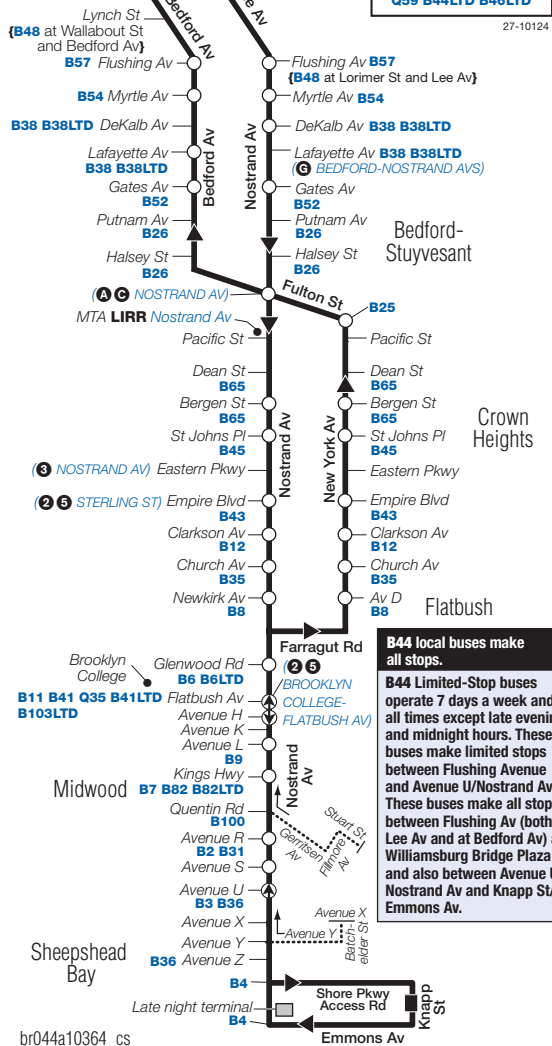 Q59 B44LTD B46LTD
27-10124
Lynch St
{B48 at Wallabout St
and Bedford Av}
Bedford Av
Av
B57 Flushing Av
Flushing Av B57
{B48 at Lorimer St and Lee Av}
B54 Myrtle Av
Myrtle Av B54
B38 B38LTD DeKalb Av
DeKalb Av B38 B38LTD
Bedford Av
Nostrand Av
Lafayette Av
B38 B38LTD
Lafayette Av B38 B38LTD
(G BEDFORD-NOSTRAND AVS)
Gates Av
B52
Gates Av
B52
Putnam Av
B26
Putnam Av
B26
Bedford-
Stuyvesant
Halsey St
B26
Halsey St
B26
(A C NOSTRAND AV)
Fulton St
B25
MTA LIRR Nostrand Av
Pacific St
Pacific St
Dean St
B65
Dean St
B65
Bergen St
B65
Bergen St
B65
Nostrand Av
New York Av
Crown
Heights
St Johns Pl
B45
St Johns Pl
B45
(3 NOSTRAND AV) Eastern Pkwy
Eastern Pkwy
(2 5 STERLING ST) Empire Blvd
B43
Empire Blvd
B43
Clarkson Av
B12
Clarkson Av
B12
Church Av
B35
Church Av
B35
Newkirk Av
B8
Av D
B8
Flatbush
Farragut Rd
Brooklyn
College
Glenwood Rd
B6 B6LTD
(2 5
BROOKLYN
COLLEGE-
FLATBUSH AV)
B11 B41 Q35 B41LTD Flatbush Av
B103LTD
Avenue H
Avenue K
Avenue L
B9
Nostrand
Av
Midwood
Kings Hwy
B7 B82 B82LTD
Quentin Rd
B100
Gerritsen
Av
Fillmore
Av
Stuart St
Avenue R
B2 B31
Avenue S
Avenue U
B3 B36
Avenue X
Avenue X
Avenue Y
Avenue Y
Batch-
elder St
B36 Avenue Z
Sheepshead
Bay
B4
Shore Pkwy
Access Rd
Knapp
St
Late night terminal
B4
Emmons Av
B44 local buses make
all stops.
B44 Limited-Stop buses
operate 7 days a week and
all times except late evenin
and midnight hours. These
buses make limited stops
between Flushing Avenue
and Avenue U/Nostrand Av
These buses make all stop
between Flushing Av (both
Lee Av and at Bedford Av) a
Williamsburg Bridge Plaza
and also between Avenue U
Nostrand Av and Knapp St/
Emmons Av.
br044a10364 cs